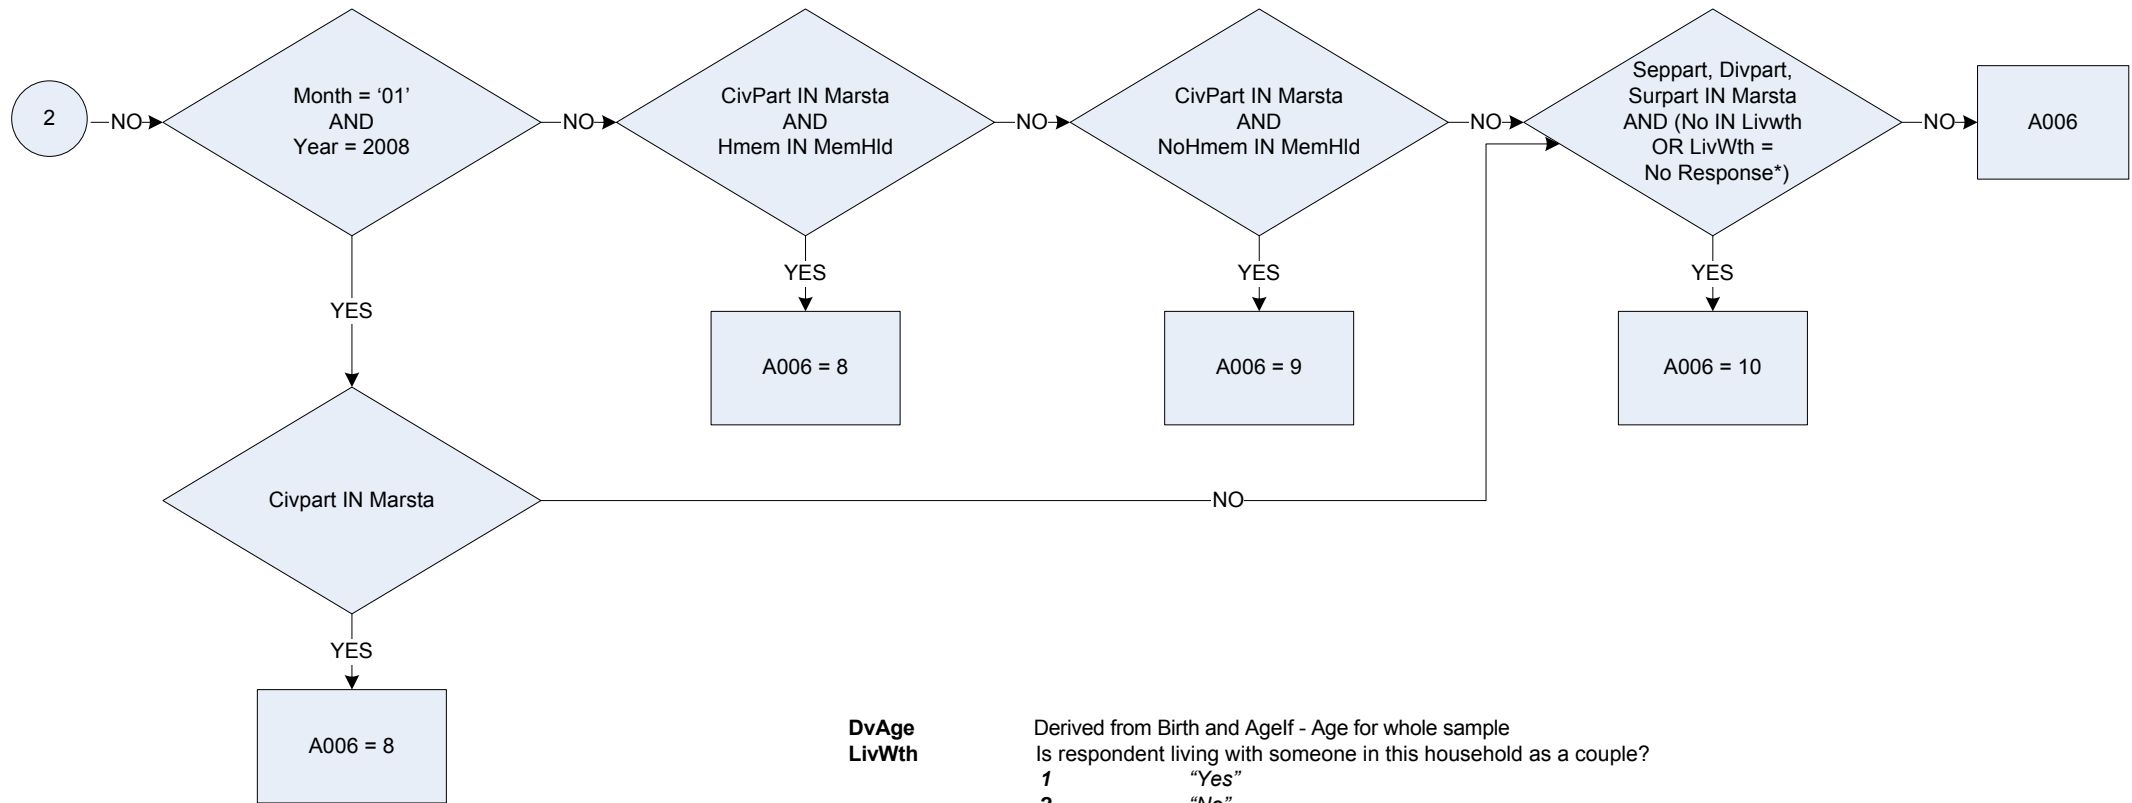 2
NO
Month = ‘01’
AND
Year = 2008
NO
CivPart IN Marsta
AND
Hmem IN MemHld
NO
CivPart IN Marsta
AND
NoHmem IN MemHld
NO
Seppart, Divpart,
Surpart IN Marsta
AND (No IN Livwth
OR LivWth =
No Response*)
NO
A006
YES
YES
YES
YES
A006 = 8
A006 = 9
A006 = 10
Civpart IN Marsta
NO
YES
A006 = 8
DvAge Derived from Birth and AgeIf - Age for whole sample
LivWth Is respondent living with someone in this household as a couple?
1 “Yes”
2 “No”